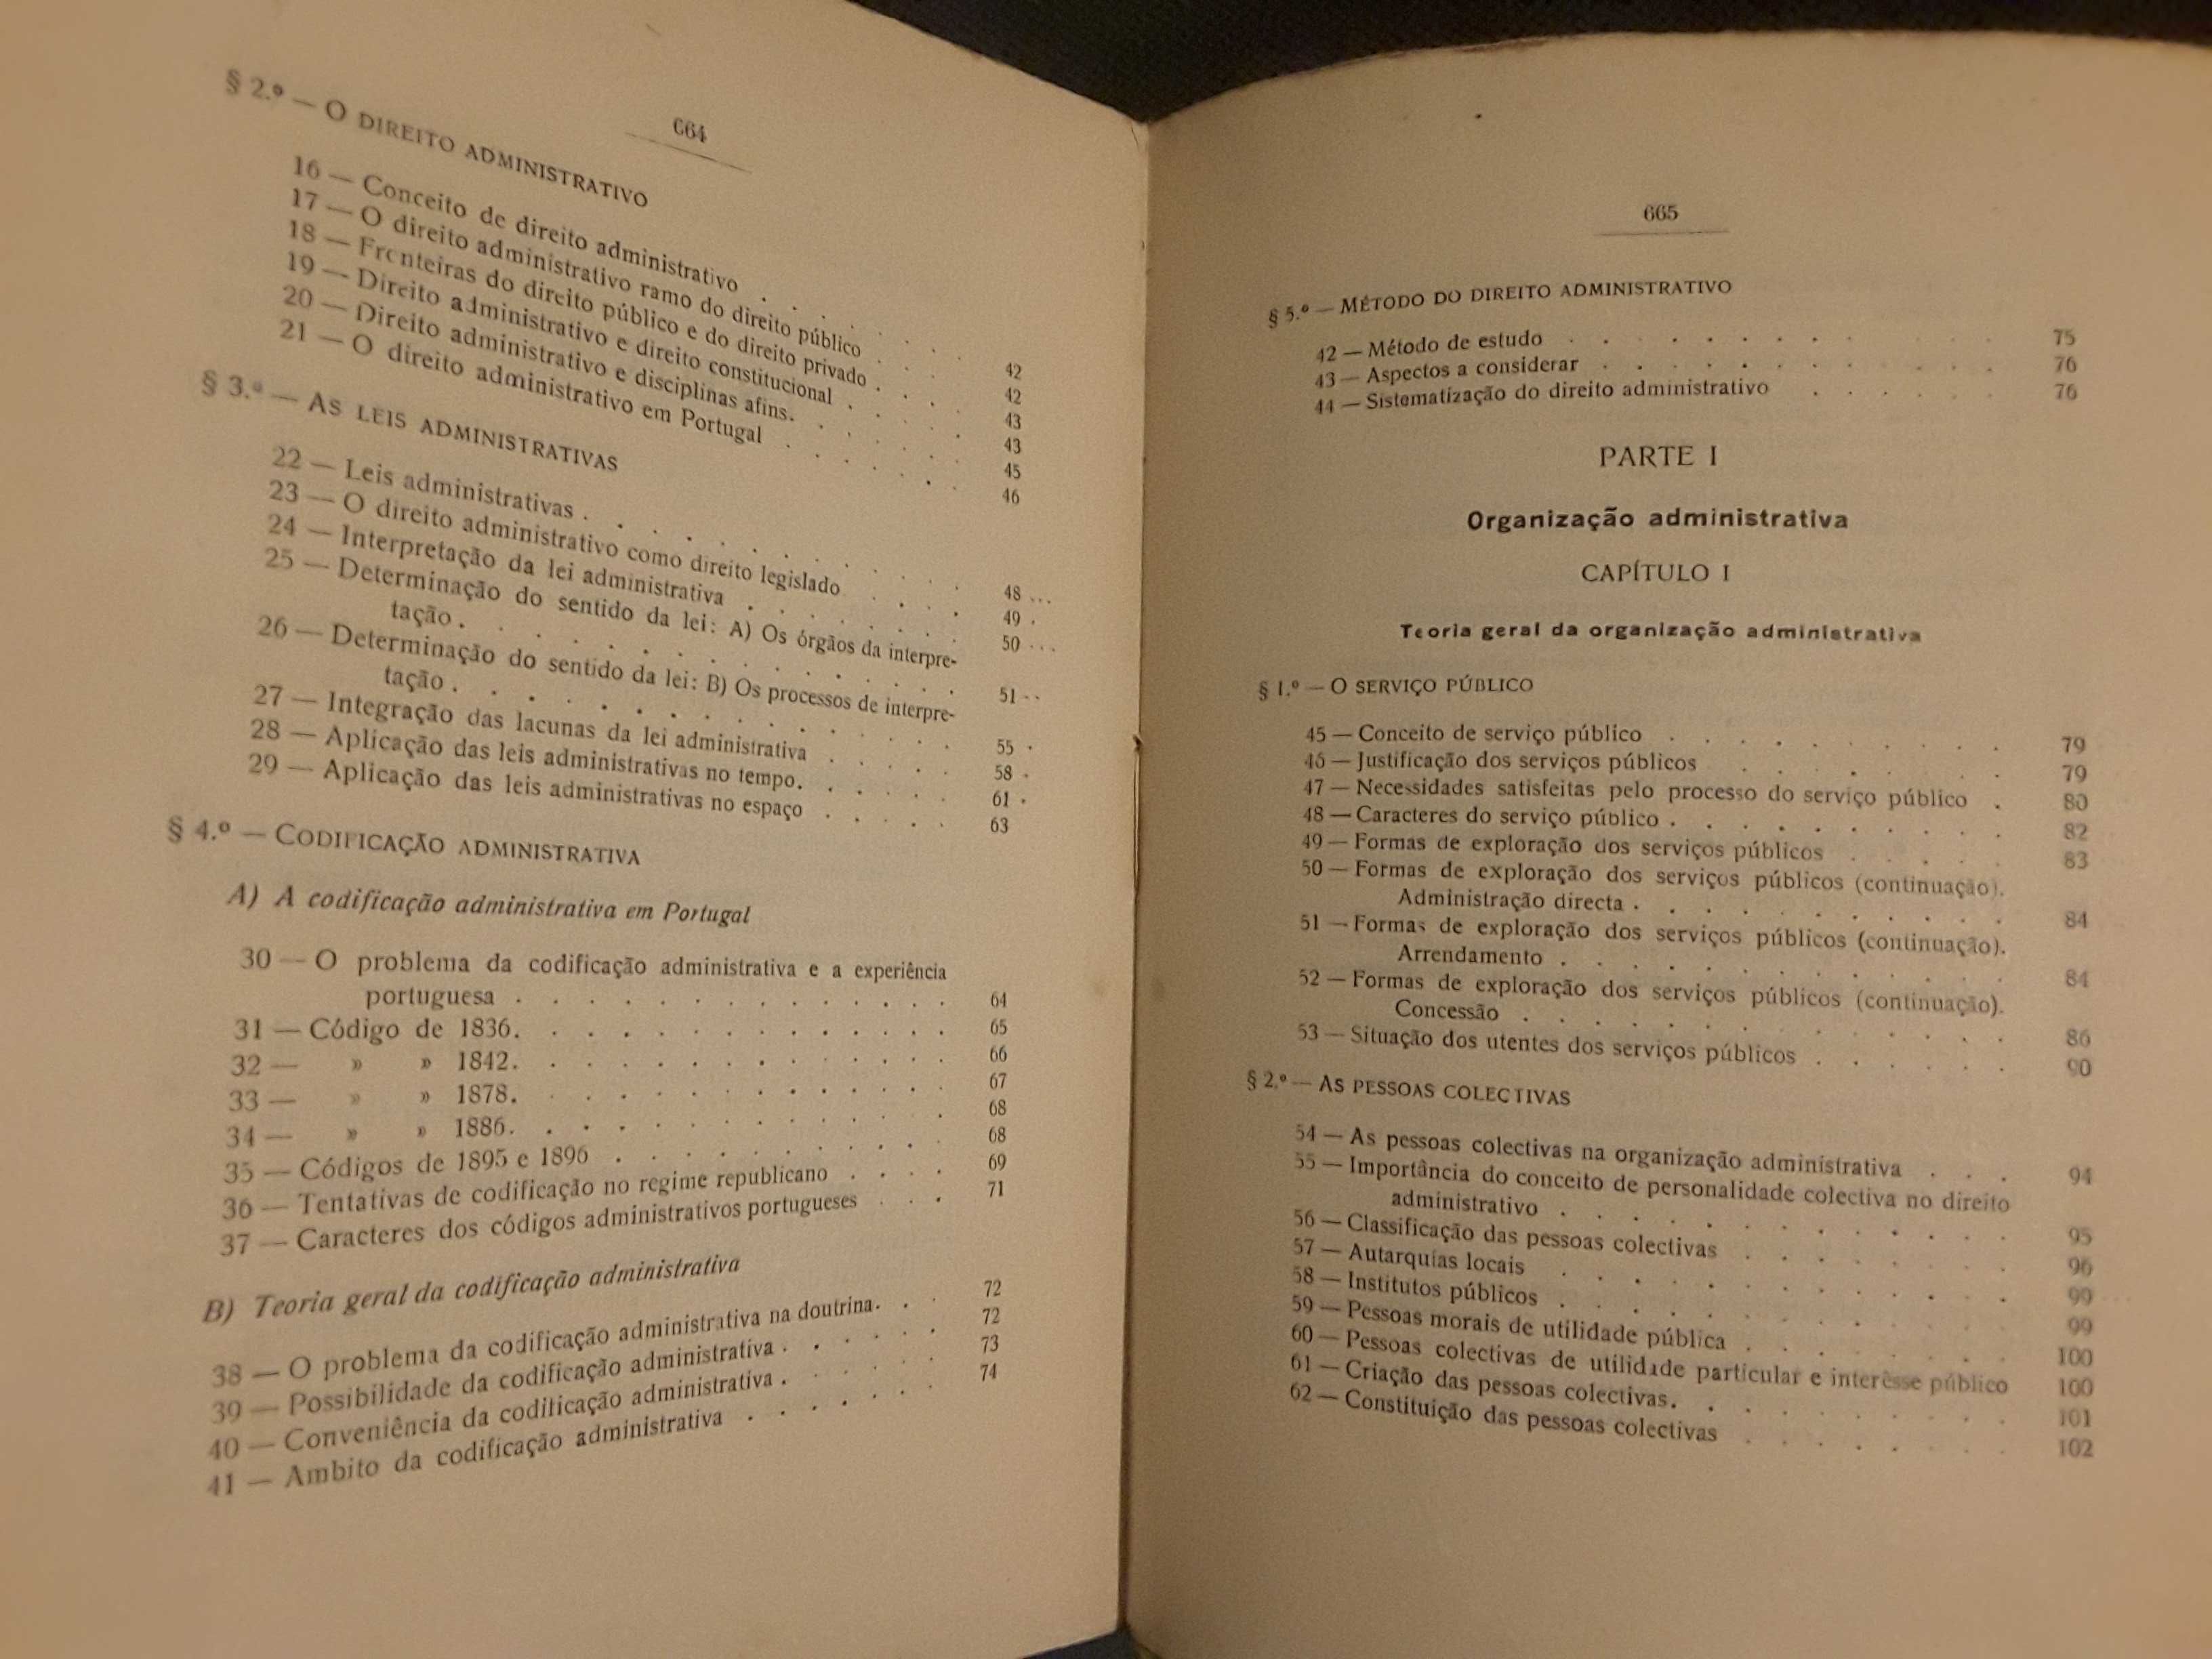 664
§ 2.º — O DIREITO ADMINISTRATIVO
16 — Conceito de direito administrativo . . . . . . . 42
17 — O direito administrativo ramo do direito público . . . 42
18 — Fronteiras do direito público e do direito privado . . . . 43
19 — Direito administrativo e direito constitucional . . . . 43
20 — Direito administrativo e disciplinas afins. . . . . . 45
21 — O direito administrativo em Portugal . . . . . . 46
§ 3.º — AS LEIS ADMINISTRATIVAS
22 — Leis administrativas . . . . . . . . . . . 48 ...
23 — O direito administrativo como direito legislado . . . . 49 .
24 — Interpretação da lei administrativa . . . . . . . 50 ...
25 — Determinação do sentido da lei: A) Os órgãos da interpre-
tação . . . . . . . . . . . . . . 51 ..
26 — Determinação do sentido da lei: B) Os processos de interpre-
tação . . . . . . . . . . . . . . 55 .
27 — Integração das lacunas da lei administrativa . . . . 58 .
28 — Aplicação das leis administrativas no tempo. . . . . 61 .
29 — Aplicação das leis administrativas no espaço . . . . 63
§ 4.º — CODIFICAÇÃO ADMINISTRATIVA
A) A codificação administrativa em Portugal
30 — O problema da codificação administrativa e a experiência
portuguesa . . . . . . . . . . . . . 64
31 — Código de 1836. . . . . . . . . . . . . 65
32 — » » 1842. . . . . . . . . . . . . 66
33 — » » 1878. . . . . . . . . . . . . 67
34 — » » 1886. . . . . . . . . . . . . 68
35 — Códigos de 1895 e 1896 . . . . . . . . . . 68
36 — Tentativas de codificação no regime republicano . . . . 69
37 — Caracteres dos códigos administrativos portugueses . . . 71
B) Teoria geral da codificação administrativa
38 — O problema da codificação administrativa na doutrina. . . 72
39 — Possibilidade da codificação administrativa . . . . . 72
40 — Conveniência da codificação administrativa . . . . . 73
41 — Ambito da codificação administrativa . . . . . . 74
665
§ 5.º — MÉTODO DO DIREITO ADMINISTRATIVO
42 — Método de estudo . . . . . . . . . . . . 75
43 — Aspectos a considerar . . . . . . . . . . . 76
44 — Sistematização do direito administrativo . . . . . . 76
PARTE I
Organização administrativa
CAPÍTULO I
Teoria geral da organização administrativa
§ 1.º — O SERVIÇO PÚBLICO
45 — Conceito de serviço público . . . . . . . . . . 79
46 — Justificação dos serviços públicos . . . . . . . . 79
47 — Necessidades satisfeitas pelo processo do serviço público . 80
48 — Caracteres do serviço público . . . . . . . . . . 82
49 — Formas de exploração dos serviços públicos . . . . . 83
50 — Formas de exploração dos serviços públicos (continuação).
Administração directa . . . . . . . . . . . 84
51 — Formas de exploração dos serviços públicos (continuação).
Arrendamento . . . . . . . . . . . . . 84
52 — Formas de exploração dos serviços públicos (continuação).
Concessão . . . . . . . . . . . . . . 86
53 — Situação dos utentes dos serviços públicos . . . . . . 90
§ 2.º — AS PESSOAS COLECTIVAS
54 — As pessoas colectivas na organização administrativa . . . 94
55 — Importância do conceito de personalidade colectiva no direito
administrativo . . . . . . . . . . . . . 95
56 — Classificação das pessoas colectivas . . . . . . . . 96
57 — Autarquias locais . . . . . . . . . . . . . 99
58 — Institutos públicos . . . . . . . . . . . . . 99
59 — Pessoas morais de utilidade pública . . . . . . . . 100
60 — Pessoas colectivas de utilidade particular e interêsse público 100
61 — Criação das pessoas colectivas. . . . . . . . . . 101
62 — Constituição das pessoas colectivas . . . . . . . . 102